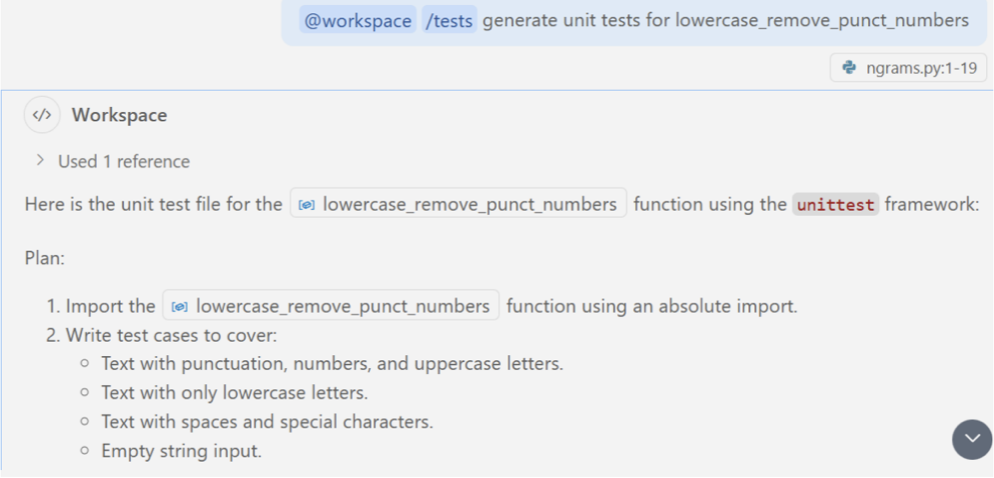 @workspace /tests generate unit tests for lowercase_remove_punct_numbers
ngrams.py:1-19
</> Workspace
> Used 1 reference
Here is the unit test file for the lowercase_remove_punct_numbers function using the unittest framework:
Plan:
1. Import the lowercase_remove_punct_numbers function using an absolute import.
2. Write test cases to cover:
Text with punctuation, numbers, and uppercase letters.
Text with only lowercase letters.
Text with spaces and special characters.
Empty string input.